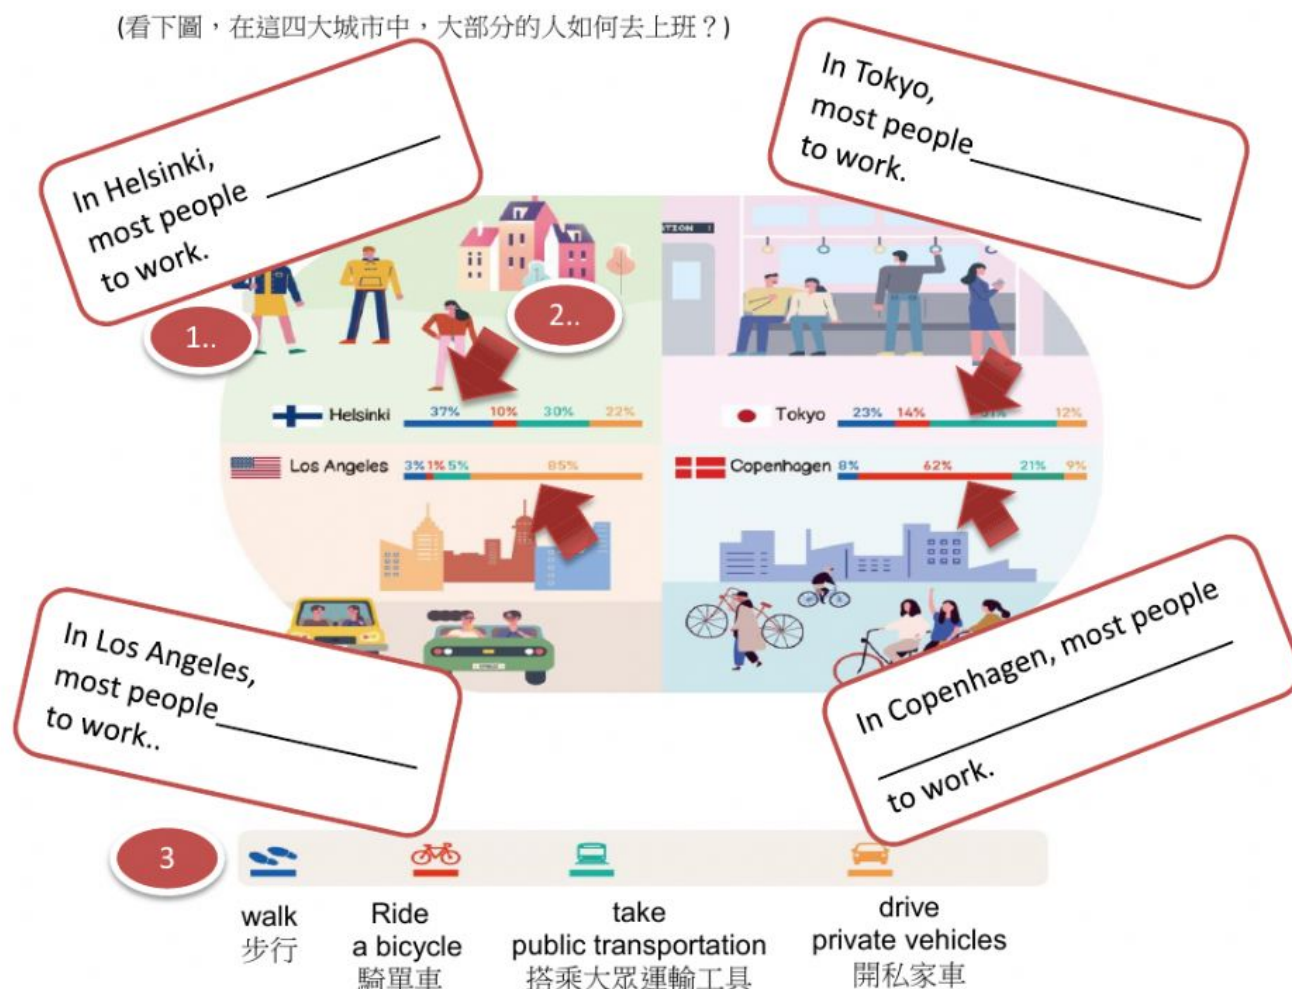 (看下圖，在這四大城市中，大部分的人如何去上班？)
In Helsinki,
most people ____________
to work.
In Tokyo,
most people____________
to work.
1..
2..
Helsinki
37% 10% 30% 22%
Tokyo
23% 14% 12%
Los Angeles
3% 1% 5% 85%
Copenhagen
8% 62% 21% 9%
In Los Angeles,
most people____________
to work..
In Copenhagen, most people
____________
to work.
3
walk
步行
Ride
a bicycle
騎單車
take
public transportation
搭乘大眾運輸工具
drive
private vehicles
開私家車